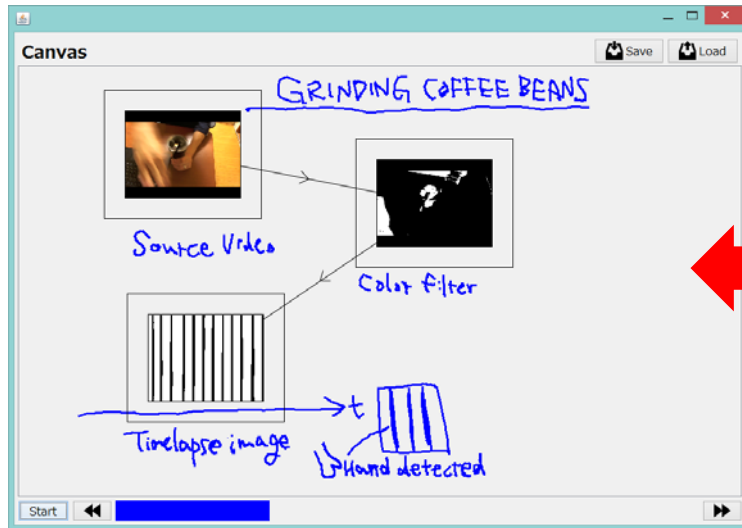 Canvas
Save
Load
GRINDING COFFEE BEANS
Source Video
Color Filter
Timelapse image
t
Hand detected
Start